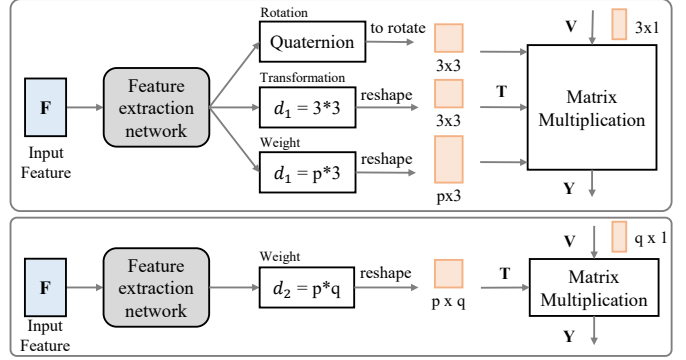 Rotation
Quaternion
to rotate
3x3
V
3x1
F
Input
Feature
Feature
extraction
network
Transformation
d₁ = 3*3
reshape
3x3
T
Matrix
Multiplication
Weight
d₁ = p*3
reshape
px3
Y
F
Input
Feature
Feature
extraction
network
Weight
d₂ = p*q
reshape
p x q
T
V
q x 1
Matrix
Multiplication
Y